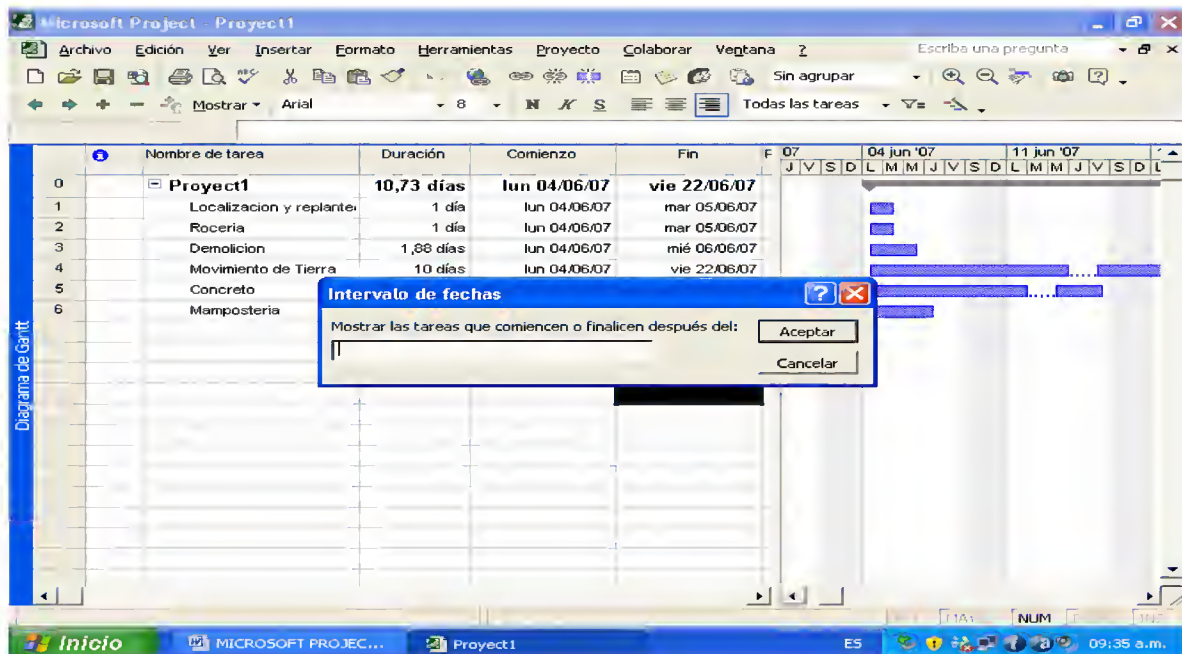 Microsoft Project - Proyect1
Archivo Edición Ver Insertar Formato Herramientas Proyecto Colaborar Ventana ? Escriba una pregunta
Sin agrupar
Mostrar Arial 8 N K S Todas las tareas
Nombre de tarea Duración Comienzo Fin F 07 04 jun '07 11 jun '07
J V S D L M M J V S D L M M J V S D L
0 Proyect1 10,73 días lun 04/06/07 vie 22/06/07
1 Localizacion y replante 1 día lun 04/06/07 mar 05/06/07
2 Roceria 1 día lun 04/06/07 mar 05/06/07
3 Demolicion 1,88 días lun 04/06/07 mié 06/06/07
4 Movimiento de Tierra 10 días lun 04/06/07 vie 22/06/07
5 Concreto
6 Mamposteria
Intervalo de fechas
Mostrar las tareas que comiencen o finalicen después del:
Aceptar
Cancelar
Diagrama de Gantt
NUM
Inicio MICROSOFT PROJEC... Proyect1 ES 09:35 a.m.